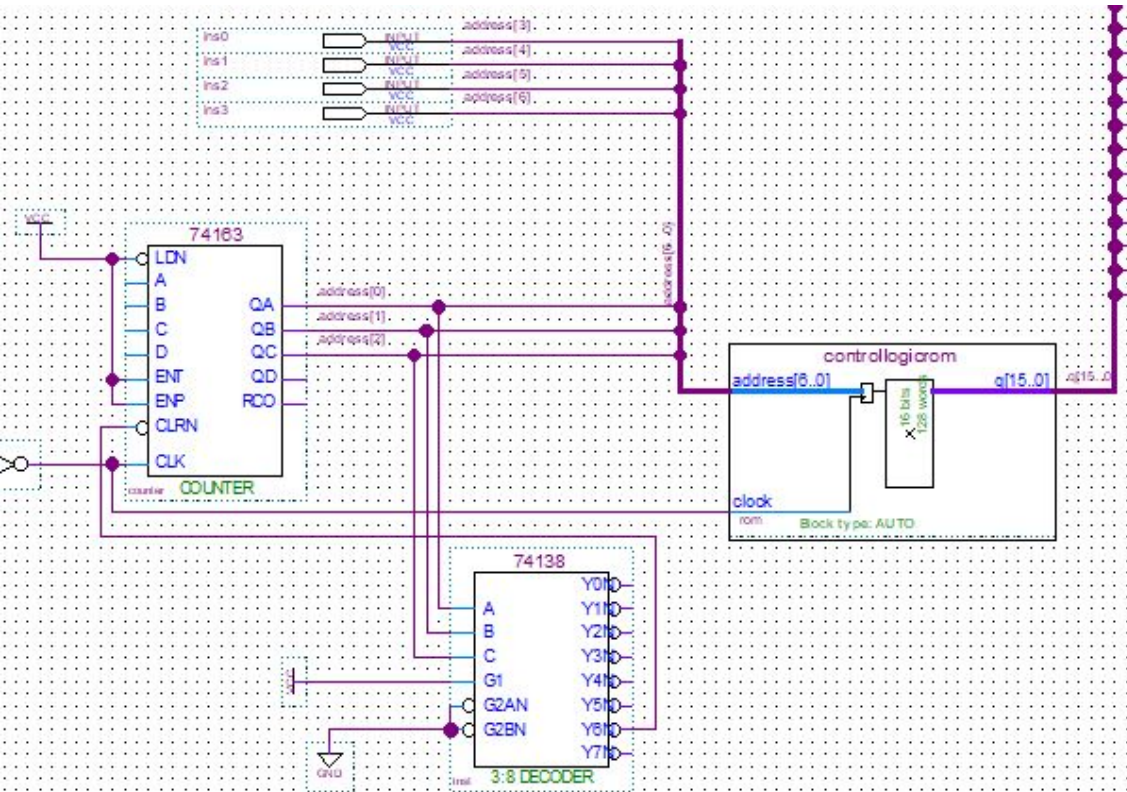 address[3]
ins0 INPUT VCC
address[4]
ins1 INPUT VCC
address[5]
ins2 INPUT VCC
address[6]
ins3 INPUT VCC
VCC
74163
LDN
A
B QA address[0]
C QB address[1]
D QC address[2]
ENT QD
ENP RCO
CLRN
CLK
counter COUNTER
address[6..0]
controllogicrom
address[6..0] q[15..0] q[15..0]
16 bits
128 words
clock
rom Block type: AUTO
74138
Y0N
A Y1N
B Y2N
C Y3N
VCC G1 Y4N
G2AN Y5N
G2BN Y6N
Y7N
GND
3:8 DECODER